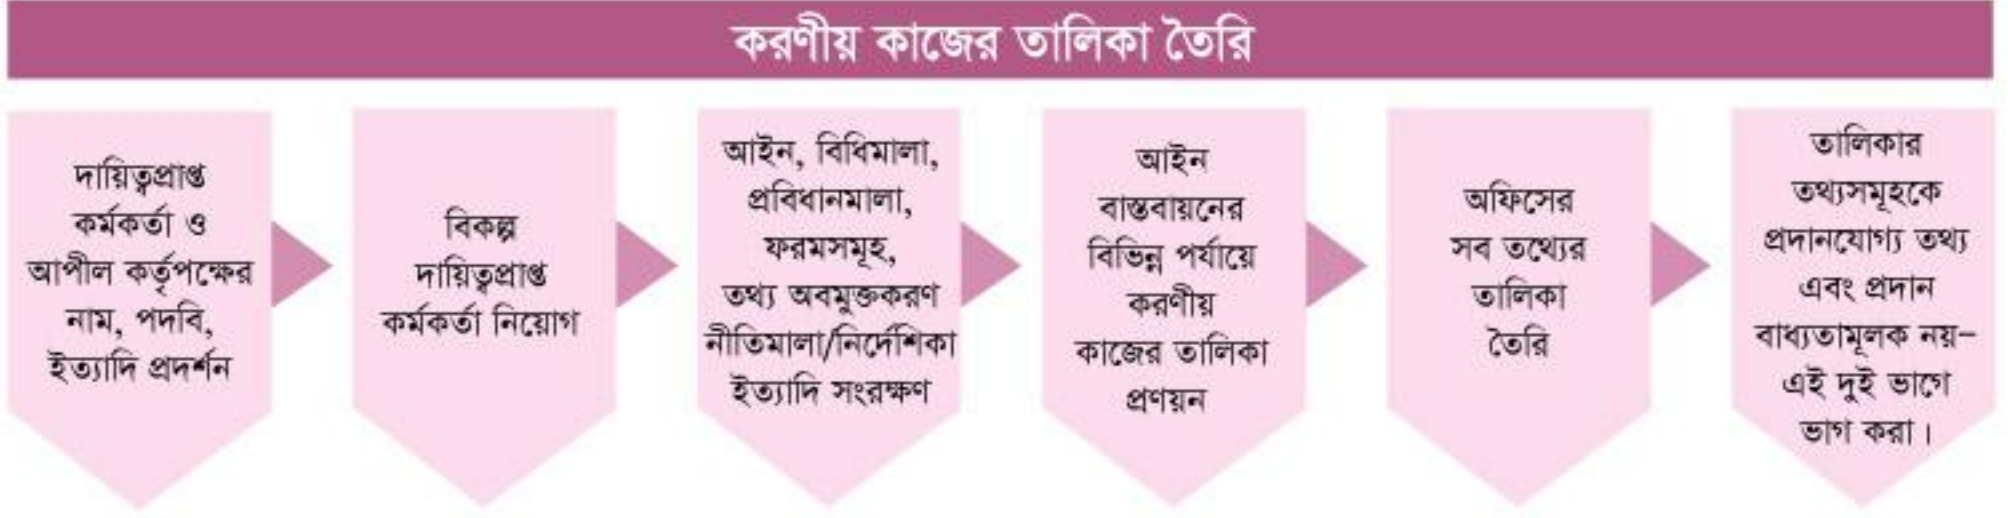 করণীয় কাজের তালিকা তৈরি
দায়িত্বপ্রাপ্ত
কর্মকর্তা ও
আপীল কর্তৃপক্ষের
নাম, পদবি,
ইত্যাদি প্রদর্শন
বিকল্প
দায়িত্বপ্রাপ্ত
কর্মকর্তা নিয়োগ
আইন, বিধিমালা,
প্রবিধানমালা,
ফরমসমূহ,
তথ্য অবমুক্তকরণ
নীতিমালা/নির্দেশিকা
ইত্যাদি সংরক্ষণ
আইন
বাস্তবায়নের
বিভিন্ন পর্যায়ে
করণীয়
কাজের তালিকা
প্রণয়ন
অফিসের
সব তথ্যের
তালিকা
তৈরি
তালিকার
তথ্যসমূহকে
প্রদানযোগ্য তথ্য
এবং প্রদান
বাধ্যতামূলক নয়–
এই দুই ভাগে
ভাগ করা।